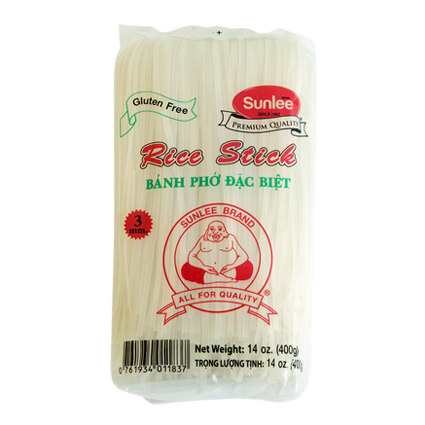 Gluten Free
Sunlee
PREMIUM QUALITY
Rice Stick
BÁNH PHỞ ĐẶC BIỆT
3
mm.
SUNLEE BRAND
ALL FOR QUALITY
®
Net Weight: 14 oz. (400g)
TRỌNG LƯỢNG TỊNH: 14 oz. (400g
0 761934 011837